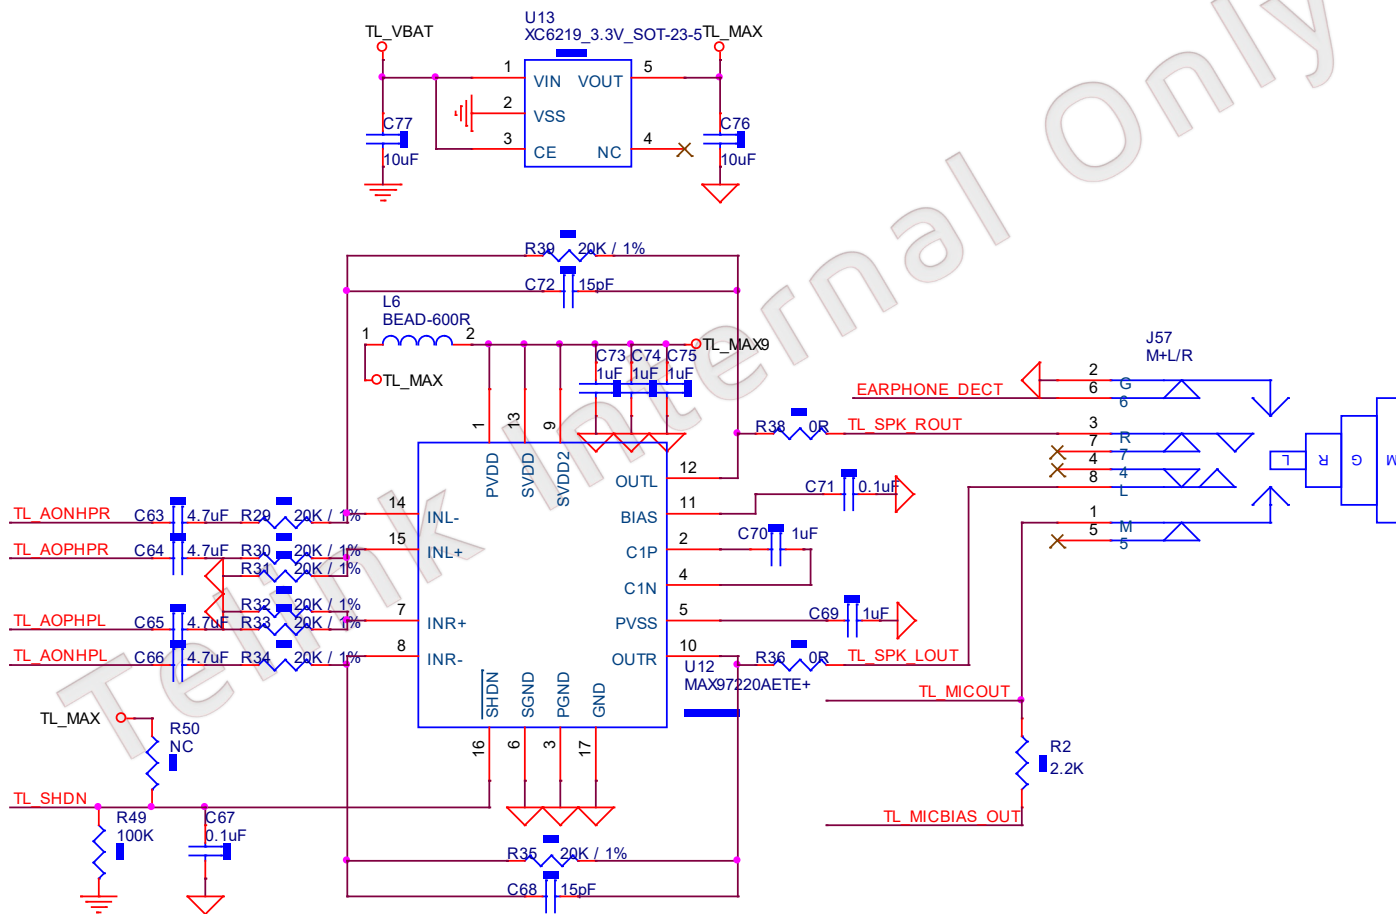 U13
XC6219_3.3V_SOT-23-5
TL_VBAT
TL_MAX
1 VIN VOUT 5
2 VSS
3 CE NC 4
C77
10uF
C76
10uF
R39 20K / 1%
C72 15pF
L6
BEAD-600R
1 2
TL_MAX9
TL_MAX
C73 C74 C75
1uF 1uF 1uF
1 13 9
PVDD SVDD SVDD2
J57
M+L/R
EARPHONE_DECT
2 G
6 6
R38 0R TL_SPK_ROUT
3 R
7 7
4 4
8 L
1 M
5 5
L R G M
OUTL 12
BIAS 11
C71 0.1uF
C1P 2
C70 1uF
C1N 4
PVSS 5
C69 1uF
OUTR 10
R36 0R TL_SPK_LOUT
U12
MAX97220AETE+
TL_AONHPR C63 4.7uF R29 20K / 1% 14 INL-
TL_AOPHPR C64 4.7uF R30 20K / 1% 15 INL+
R31 20K / 1%
R32 20K / 1%
TL_AOPHPL C65 4.7uF R33 20K / 1% 7 INR+
TL_AONHPL C66 4.7uF R34 20K / 1% 8 INR-
SHDN SGND PGND GND
16 6 3 17
TL_MICOUT
R2
2.2K
TL_MICBIAS_OUT
TL_MAX
R50
NC
TL_SHDN
R49
100K
C67
0.1uF
R35 20K / 1%
C68 15pF
Telink Internal Only